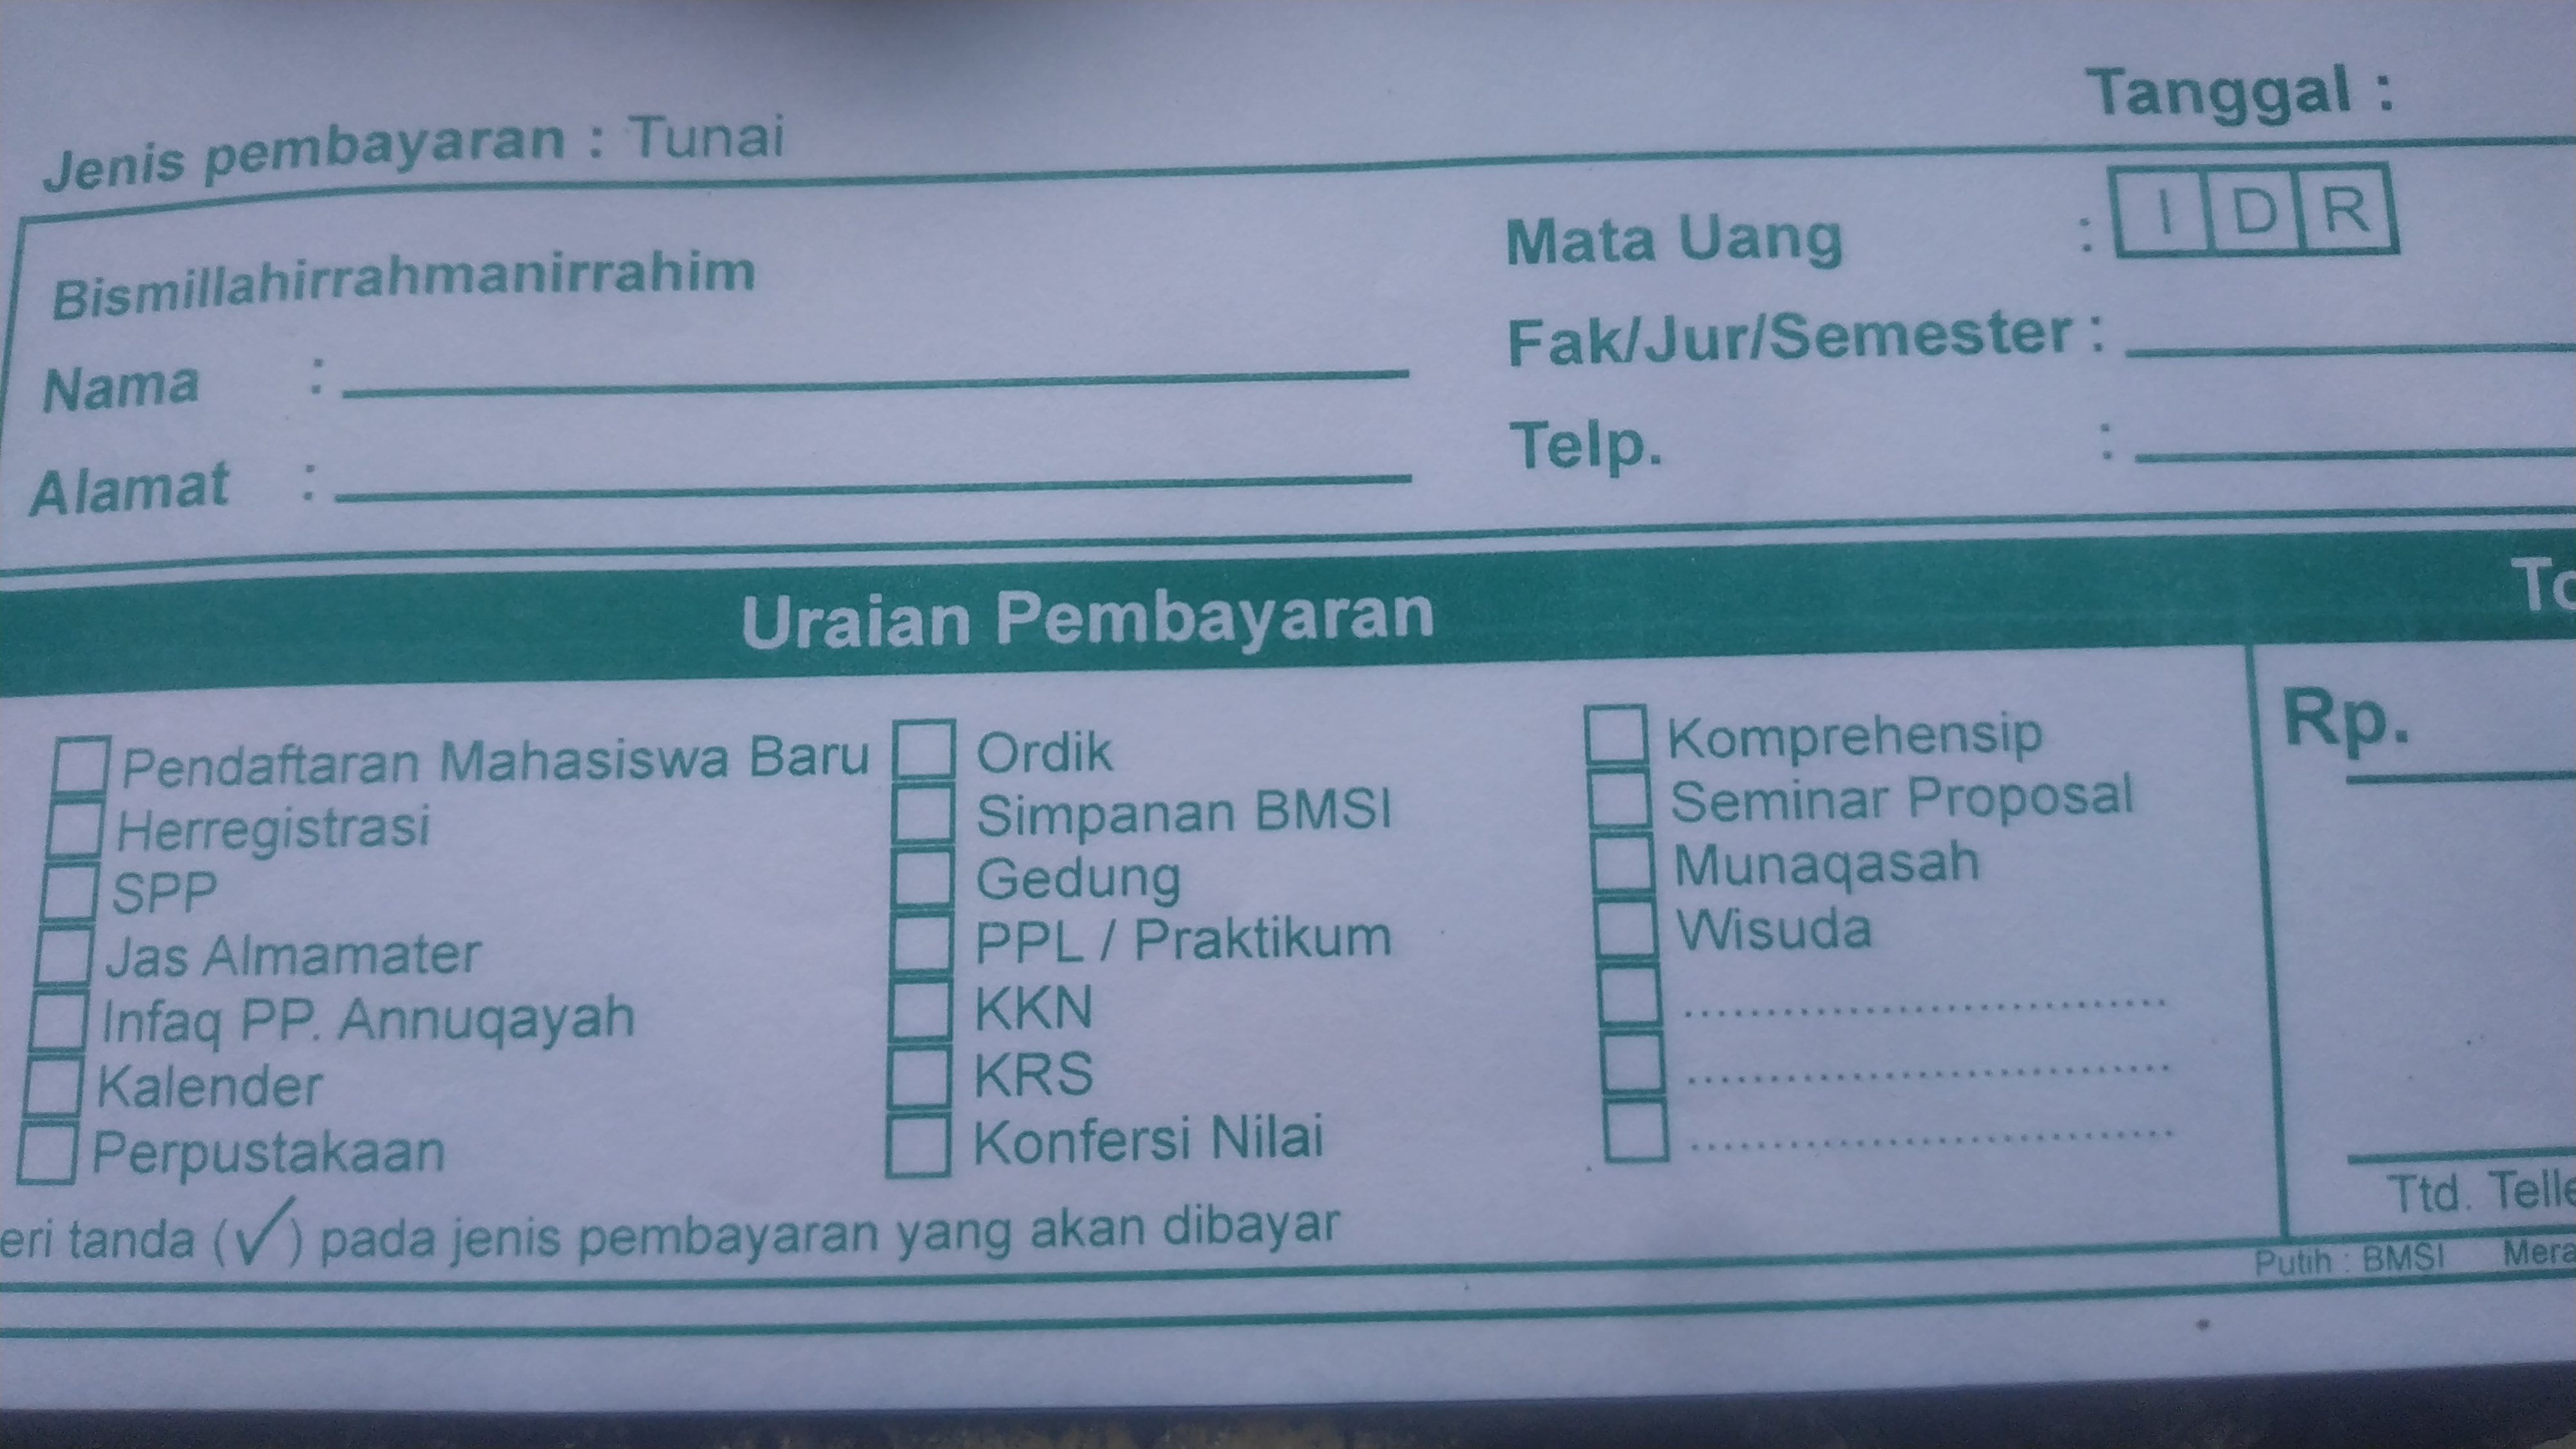 Jenis pembayaran : Tunai
Tanggal :
Bismillahirrahmanirrahim
Mata Uang : IDR
Nama :
Fak/Jur/Semester :
Alamat :
Telp. :
Uraian Pembayaran
Pendaftaran Mahasiswa Baru
Ordik
Komprehensip
Rp.
Herregistrasi
Simpanan BMSI
Seminar Proposal
SPP
Gedung
Munaqasah
Jas Almamater
PPL / Praktikum
Wisuda
Infaq PP. Annuqayah
KKN
..............................
Kalender
KRS
..............................
Perpustakaan
Konfersi Nilai
..............................
eri tanda (✓) pada jenis pembayaran yang akan dibayar
Ttd. Telle
Putih : BMSI Mera